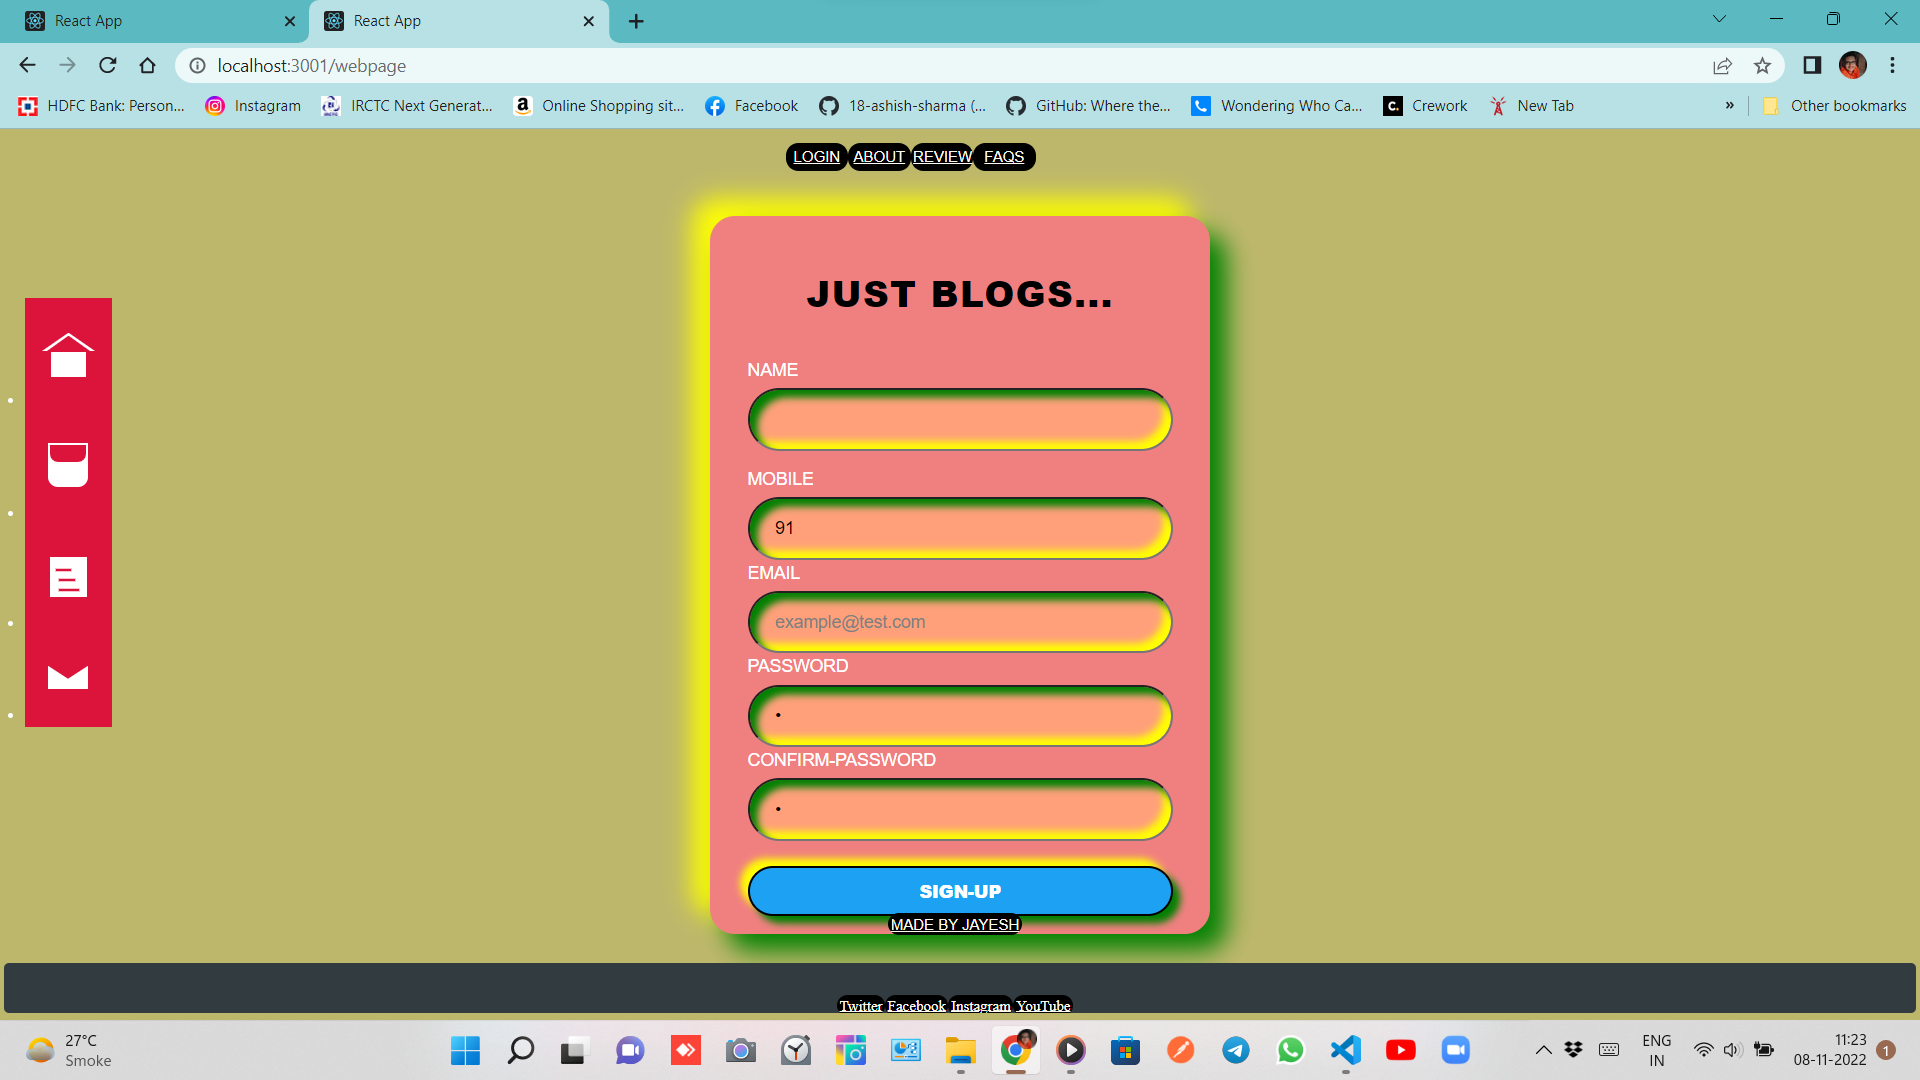 React App
React App
localhost:3001/webpage
HDFC Bank: Person...
Instagram
IRCTC Next Generat...
Online Shopping sit...
Facebook
18-ashish-sharma (...
GitHub: Where the...
Wondering Who Ca...
Crework
New Tab
»
Other bookmarks
LOGIN
ABOUT
REVIEW
FAQS
JUST BLOGS...
NAME
MOBILE
91
EMAIL
example@test.com
PASSWORD
CONFIRM-PASSWORD
SIGN-UP
MADE BY JAYESH
Twitter Facebook Instagram YouTube
27°C
Smoke
ENG
IN
11:23
08-11-2022
1